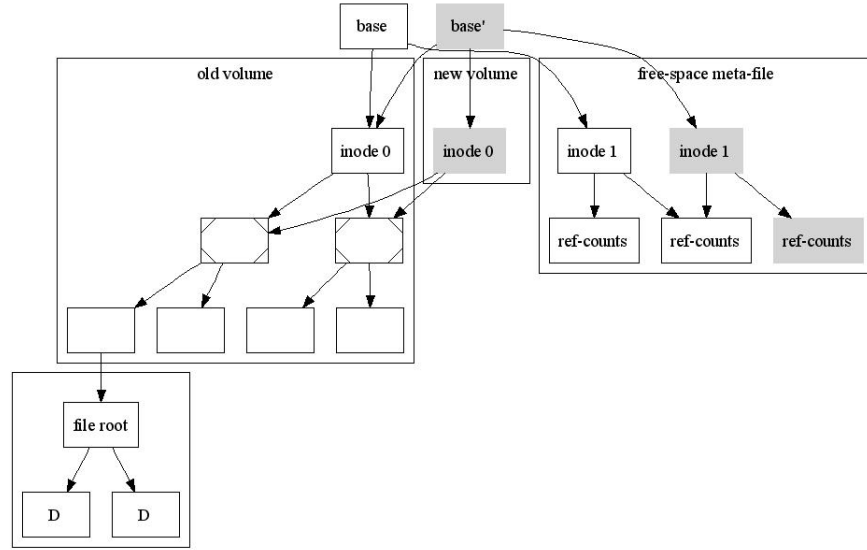 base
base'
old volume
new volume
free-space meta-file
inode 0
inode 0
inode 1
inode 1
ref-counts
ref-counts
ref-counts
file root
D
D